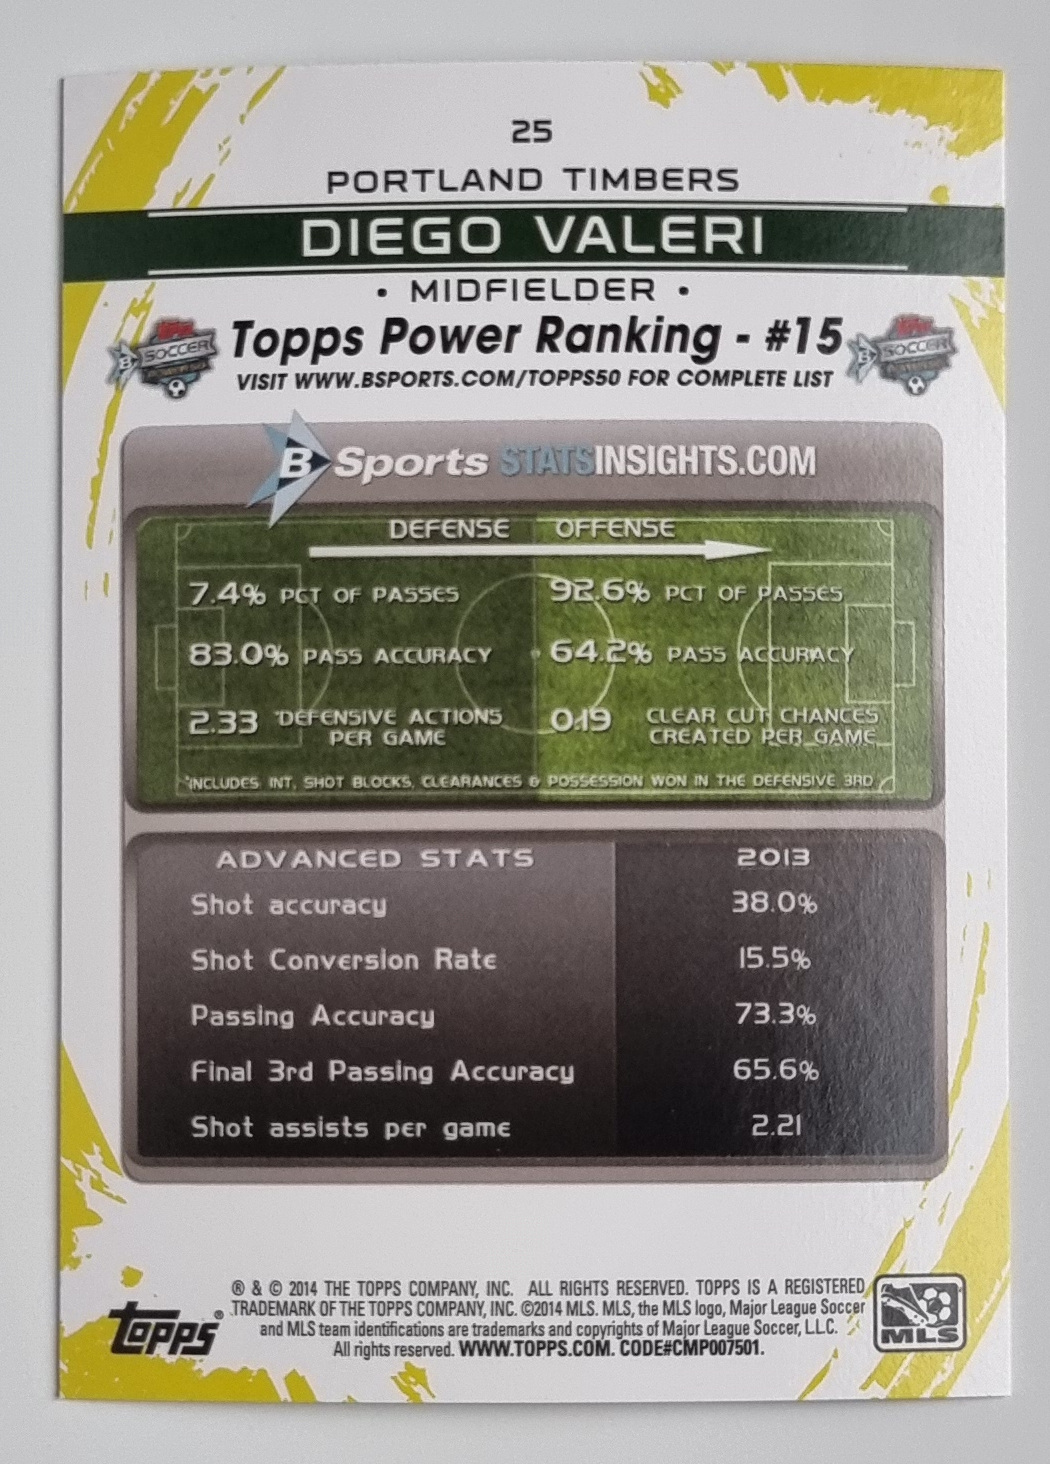 25
PORTLAND TIMBERS
DIEGO VALERI
• MIDFIELDER •
Topps Power Ranking - #15
SOCCER
SOCCER
VISIT WWW.BSPORTS.COM/TOPPS50 FOR COMPLETE LIST
B Sports STATSINSIGHTS.COM
DEFENSE OFFENSE
7.4% PCT OF PASSES 92.6% PCT OF PASSES
83.0% PASS ACCURACY 64.2% PASS ACCURACY
2.33 *DEFENSIVE ACTIONS PER GAME 0.19 CLEAR CUT CHANCES CREATED PER GAME
*INCLUDES INT, SHOT BLOCKS, CLEARANCES & POSSESSION WON IN THE DEFENSIVE 3RD
ADVANCED STATS 2013
Shot accuracy 38.0%
Shot Conversion Rate 15.5%
Passing Accuracy 73.3%
Final 3rd Passing Accuracy 65.6%
Shot assists per game 2.21
® & © 2014 THE TOPPS COMPANY, INC. ALL RIGHTS RESERVED. TOPPS IS A REGISTERED
TRADEMARK OF THE TOPPS COMPANY, INC. ©2014 MLS. MLS, the MLS logo, Major League Soccer
and MLS team identifications are trademarks and copyrights of Major League Soccer, L.L.C.
All rights reserved. WWW.TOPPS.COM. CODE#CMP007501.
topps®
MLS